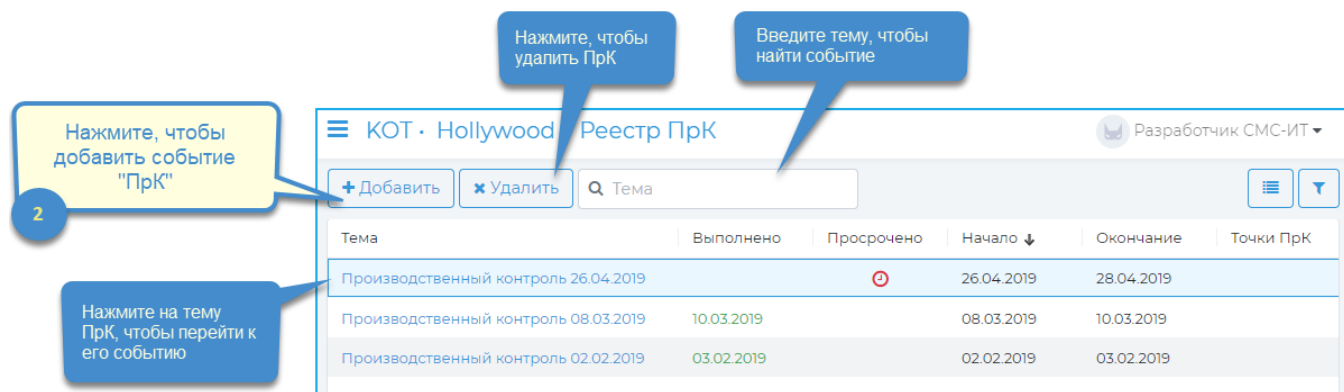 Нажмите, чтобы
удалить ПрК
Введите тему, чтобы
найти событие
Нажмите, чтобы
добавить событие
"ПрК"
2
КОТ · Hollywood Реестр ПрК
Разработчик СМС-ИТ
Добавить Удалить Тема
Тема Выполнено Просрочено Начало Окончание Точки ПрК
Производственный контроль 26.04.2019 26.04.2019 28.04.2019
Производственный контроль 08.03.2019 10.03.2019 08.03.2019 10.03.2019
Производственный контроль 02.02.2019 03.02.2019 02.02.2019 03.02.2019
Нажмите на тему
ПрК, чтобы перейти к
его событию